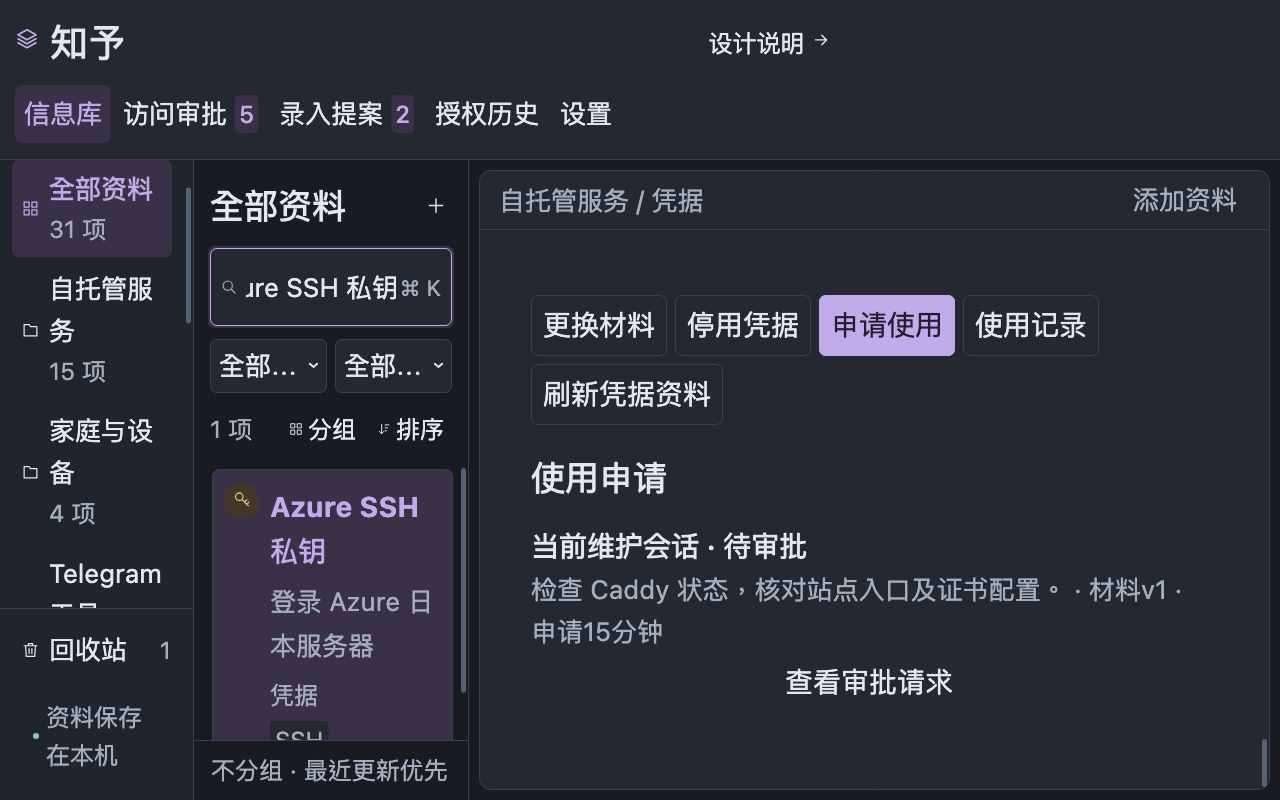 知予
设计说明 →
信息库
访问审批 5
录入提案 2
授权历史
设置
全部资料
31 项
自托管服
务
15 项
家庭与设
备
4 项
Telegram
回收站 1
资料保存
在本机
全部资料 +
ure SSH 私钥 ⌘ K
全部…
全部…
1 项
分组
排序
Azure SSH
私钥
登录 Azure 日
本服务器
凭据
SSH
不分组 · 最近更新优先
自托管服务 / 凭据
添加资料
更换材料
停用凭据
申请使用
使用记录
刷新凭据资料
使用申请
当前维护会话 · 待审批
检查 Caddy 状态，核对站点入口及证书配置。 · 材料v1 ·
申请15分钟
查看审批请求